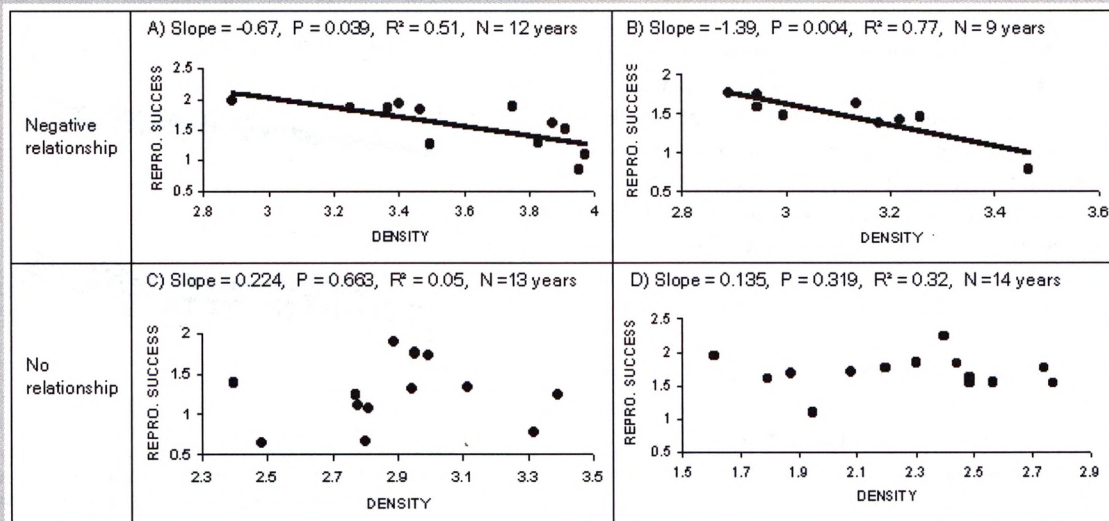 A) Slope = -0.67, P = 0.039, R² = 0.51, N = 12 years
B) Slope = -1.39, P = 0.004, R² = 0.77, N = 9 years
Negative
relationship
REPRO. SUCCESS
2.5
2
1.5
1
0.5
2.8 3 3.2 3.4 3.6 3.8 4
DENSITY
REPRO. SUCCESS
2.5
2
1.5
1
0.5
2.8 3 3.2 3.4 3.6
DENSITY
C) Slope = 0.224, P = 0.663, R² = 0.05, N =13 years
D) Slope = 0.135, P = 0.319, R² = 0.32, N =14 years
No
relationship
REPRO. SUCCESS
2
1.5
1
0.5
2.3 2.5 2.7 2.9 3.1 3.3 3.5
DENSITY
REPRO. SUCCESS
2.5
2
1.5
1
0.5
1.5 1.7 1.9 2.1 2.3 2.5 2.7 2.9
DENSITY